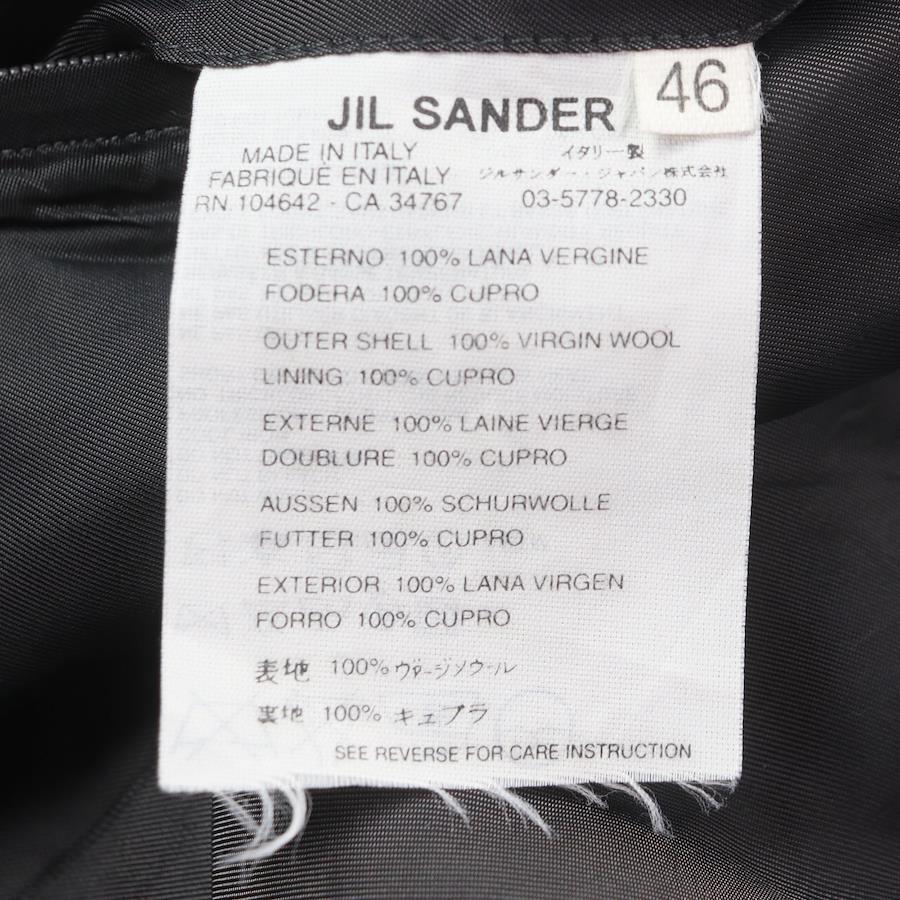 46
JIL SANDER
MADE IN ITALY
FABRIQUE EN ITALY
RN 104642 - CA 34767
イタリー製
ジルサンダー・ジャパン株式会社
03-5778-2330
ESTERNO 100% LANA VERGINE
FODERA 100% CUPRO
OUTER SHELL 100% VIRGIN WOOL
LINING 100% CUPRO
EXTERNE 100% LAINE VIERGE
DOUBLURE 100% CUPRO
AUSSEN 100% SCHURWOLLE
FUTTER 100% CUPRO
EXTERIOR 100% LANA VIRGEN
FORRO 100% CUPRO
表地 100% ヴァージンウール
裏地 100% キュプラ
SEE REVERSE FOR CARE INSTRUCTION